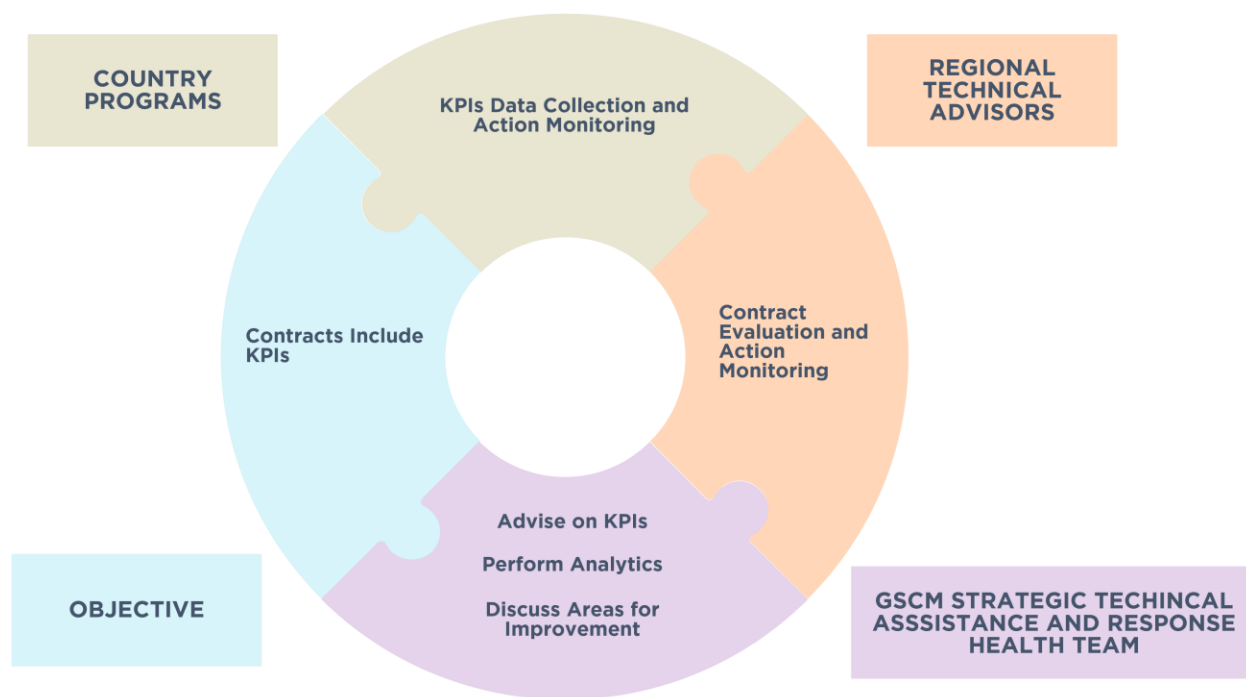 COUNTRY
PROGRAMS
KPIs Data Collection and
Action Monitoring
REGIONAL
TECHNICAL
ADVISORS
Contracts Include
KPIs
Contract
Evaluation and
Action
Monitoring
Advise on KPIs
Perform Analytics
Discuss Areas for
Improvement
OBJECTIVE
GSCM STRATEGIC TECHINCAL
ASSSISTANCE AND RESPONSE
HEALTH TEAM